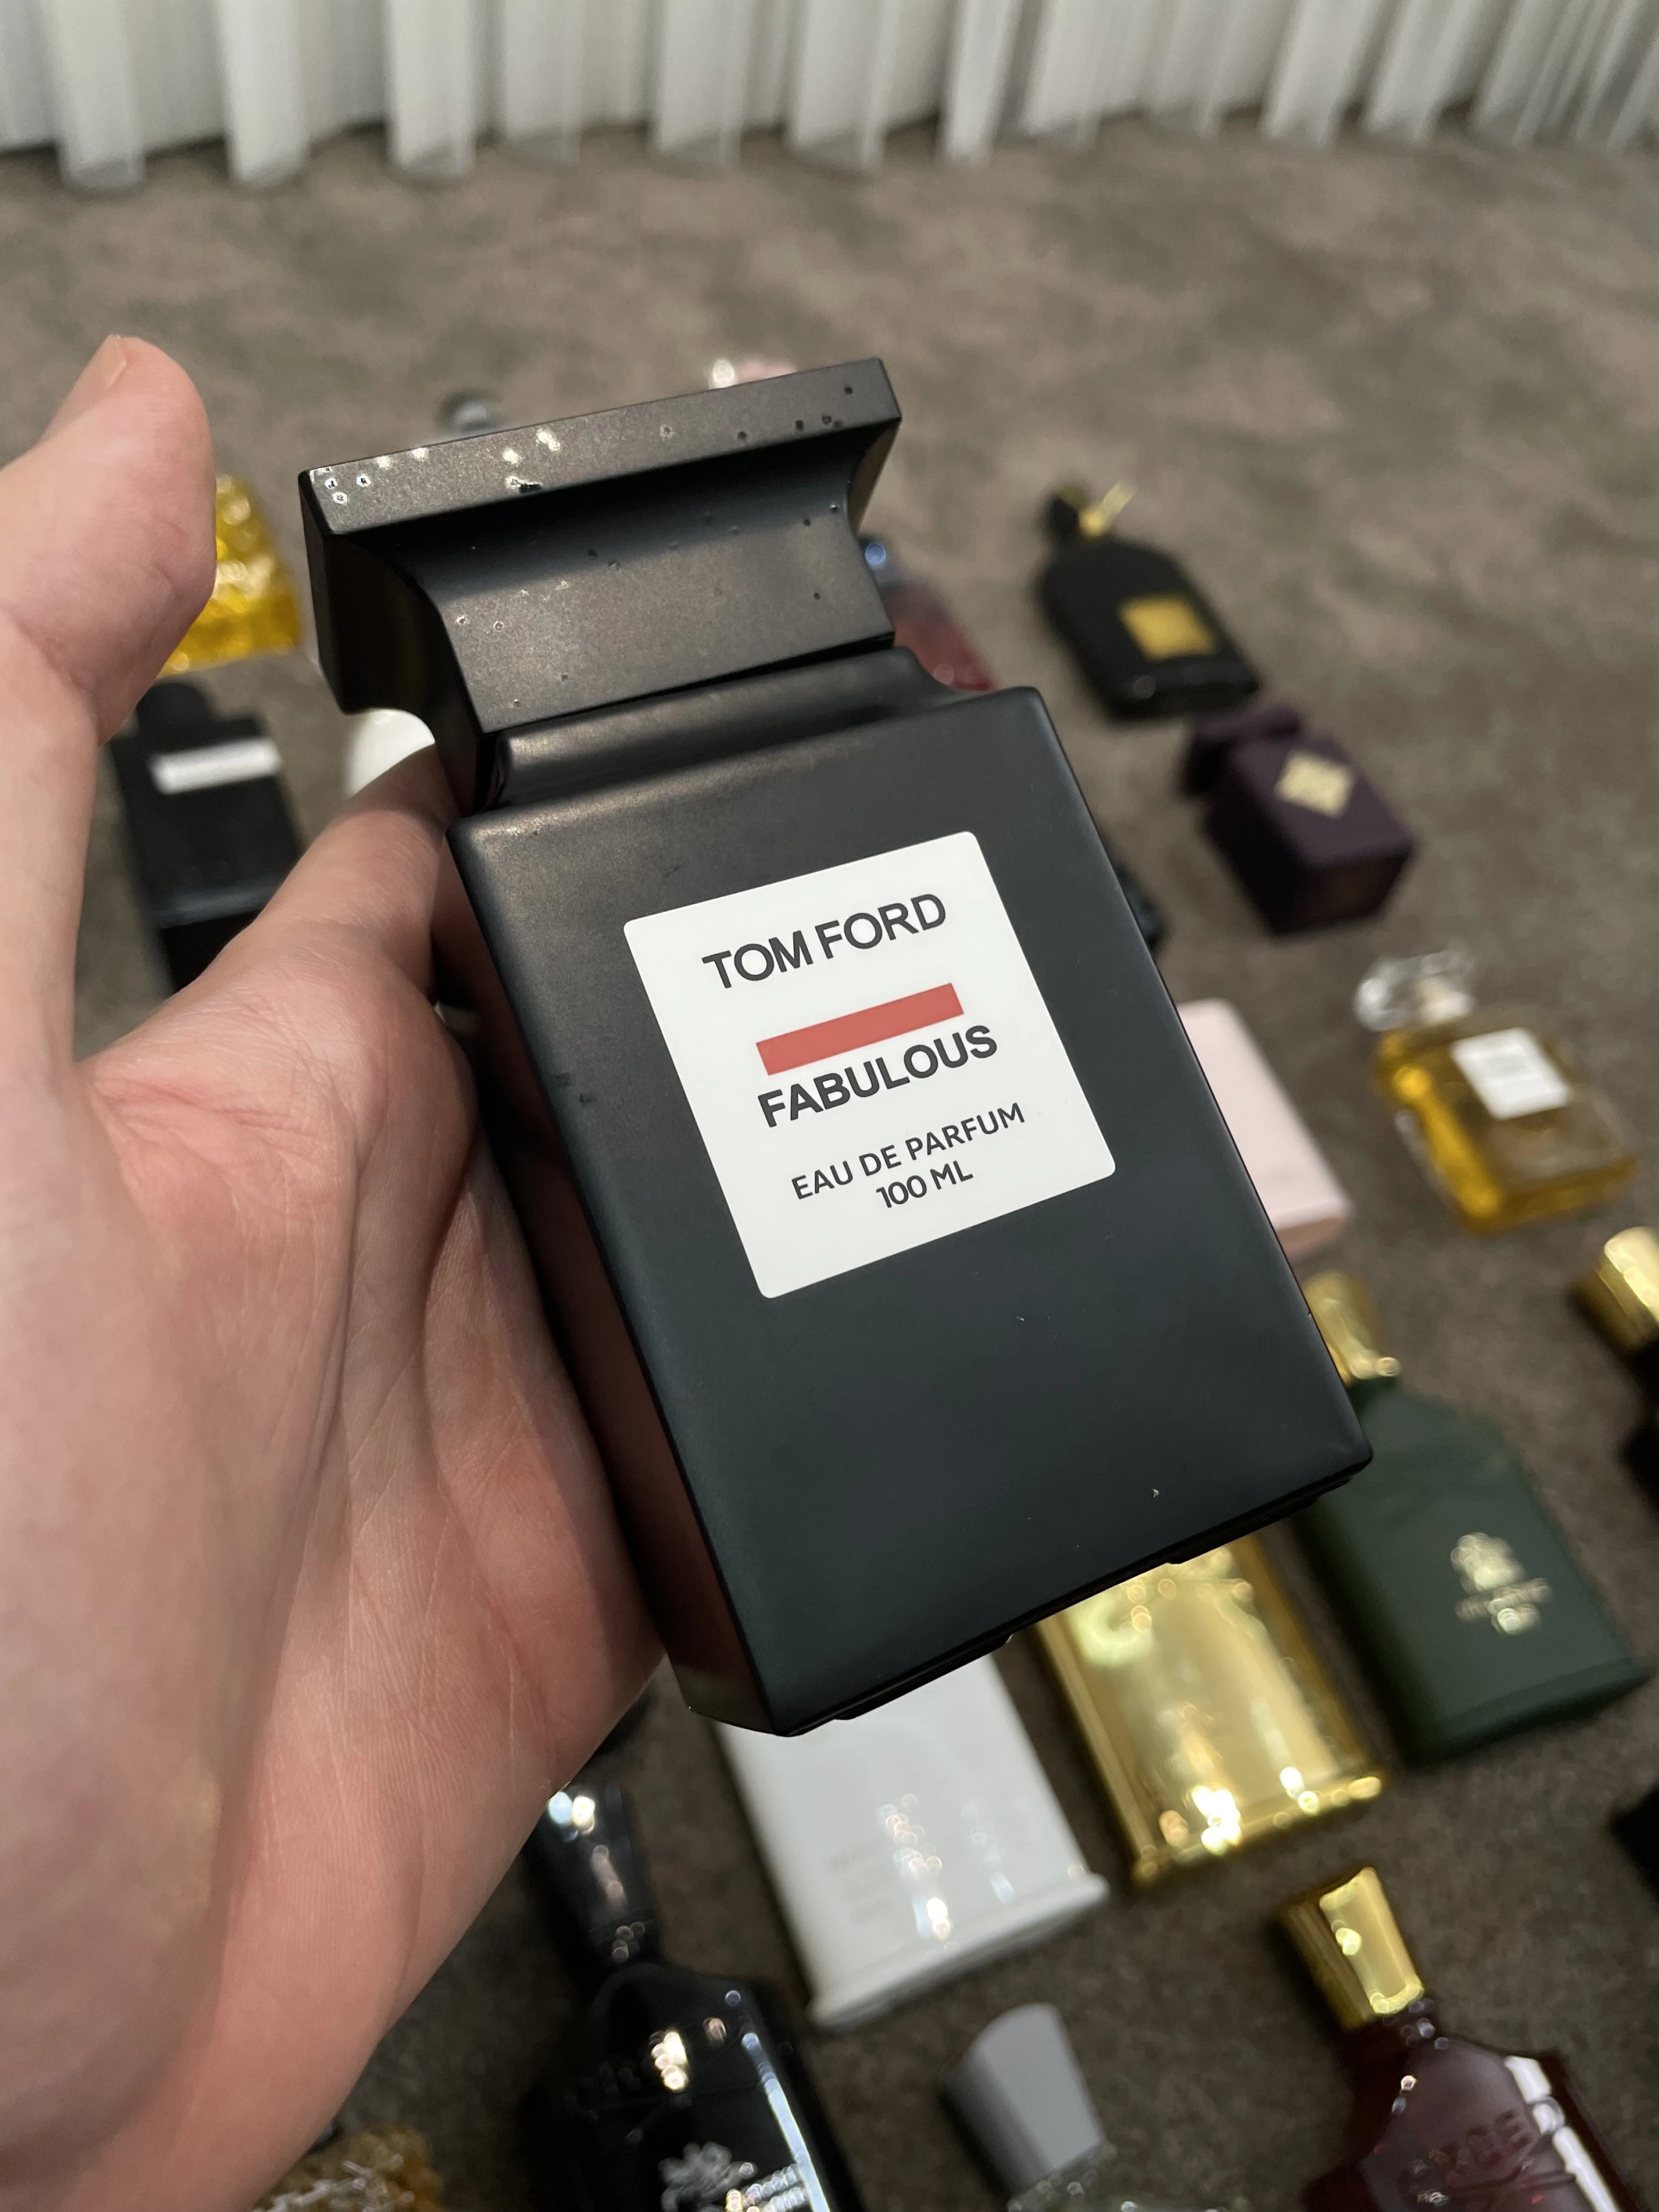 TOM FORD
FABULOUS
EAU DE PARFUM
100 ML